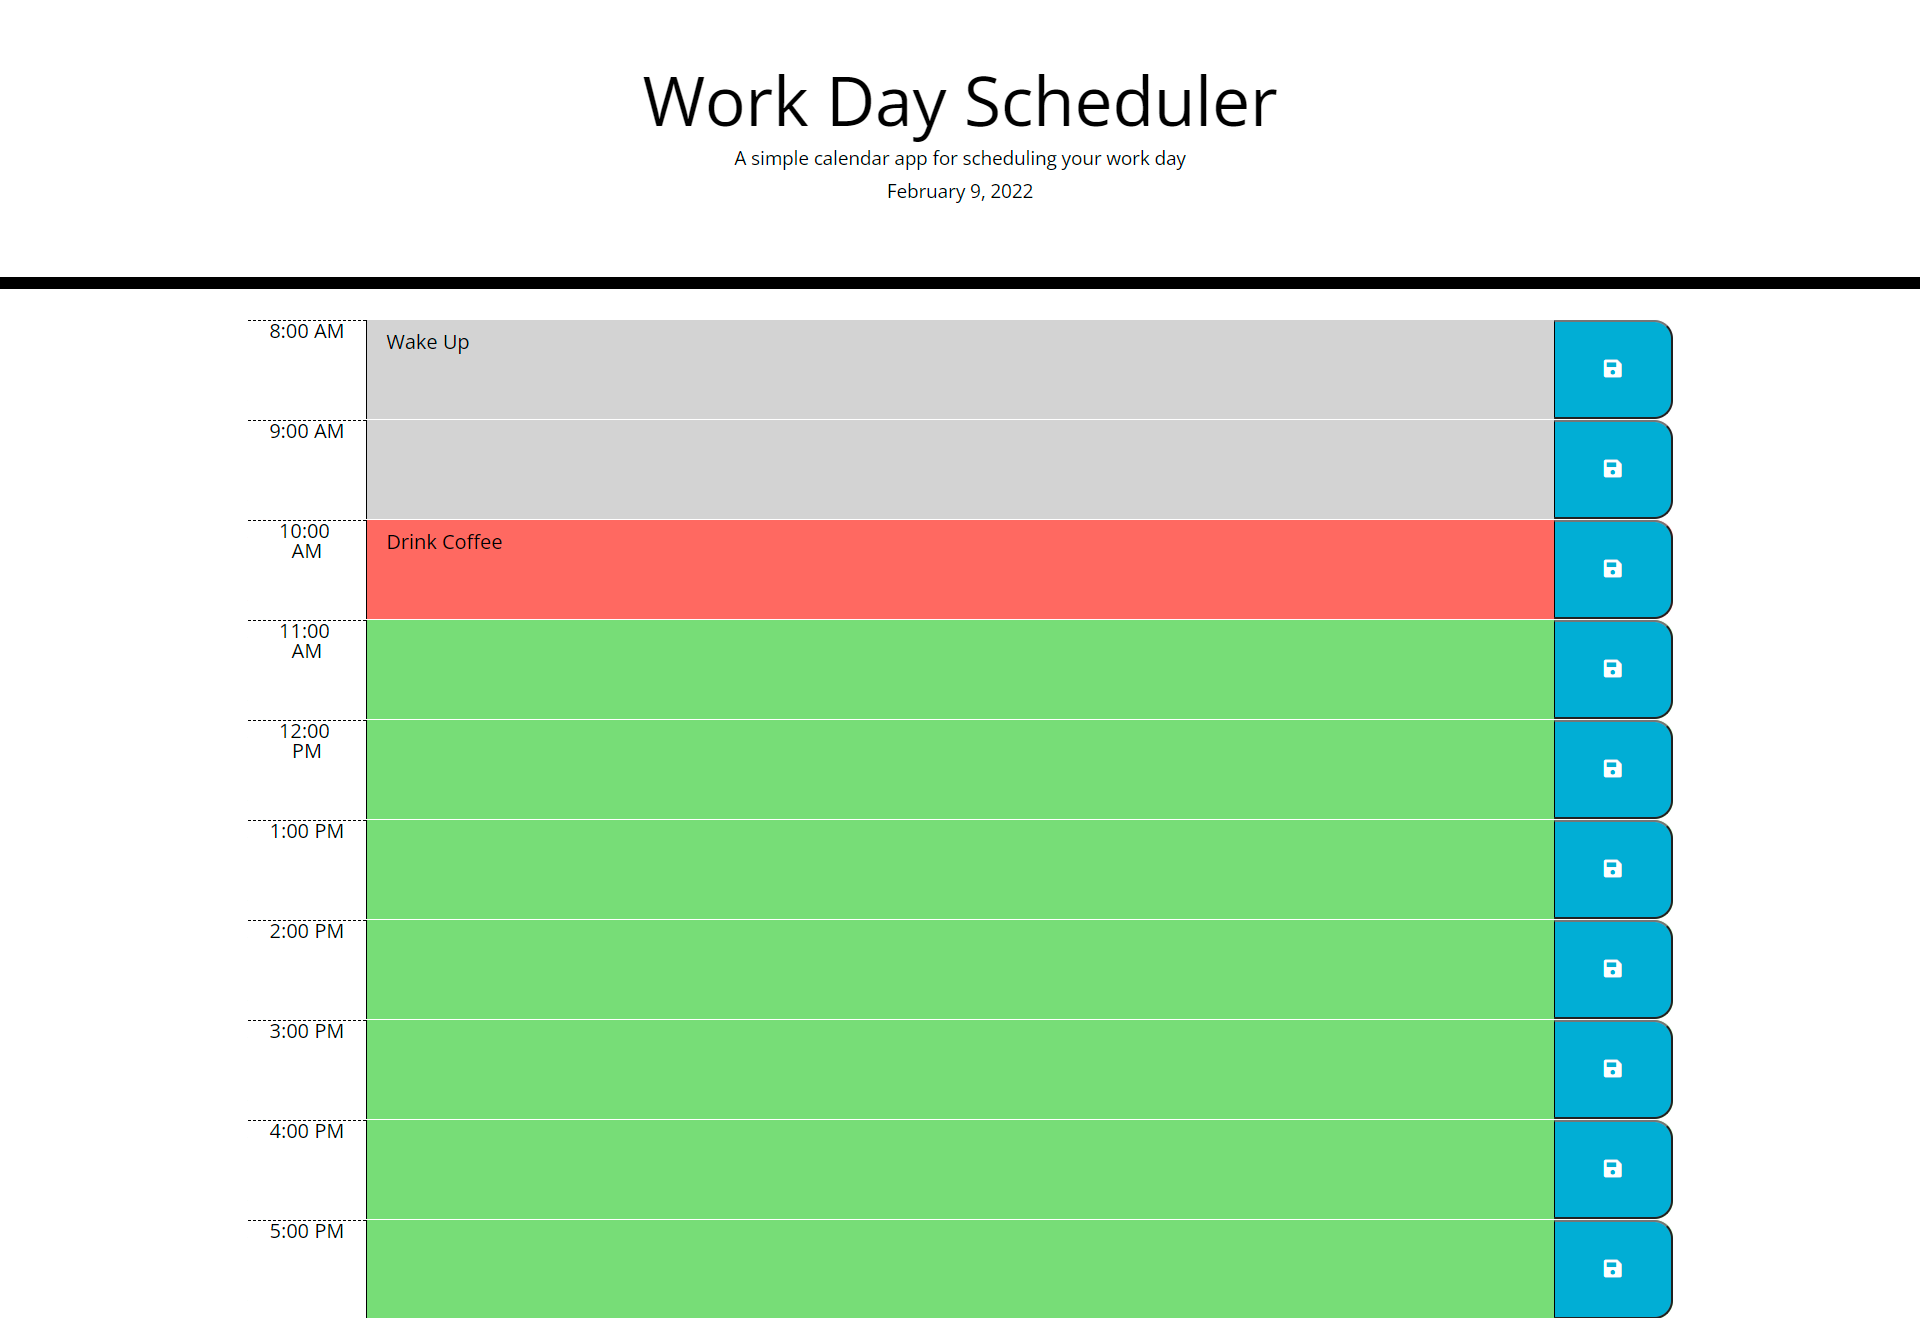 Work Day Scheduler
A simple calendar app for scheduling your work day
February 9, 2022
8:00 AM
Wake Up
9:00 AM
10:00
AM
Drink Coffee
11:00
AM
12:00
PM
1:00 PM
2:00 PM
3:00 PM
4:00 PM
5:00 PM